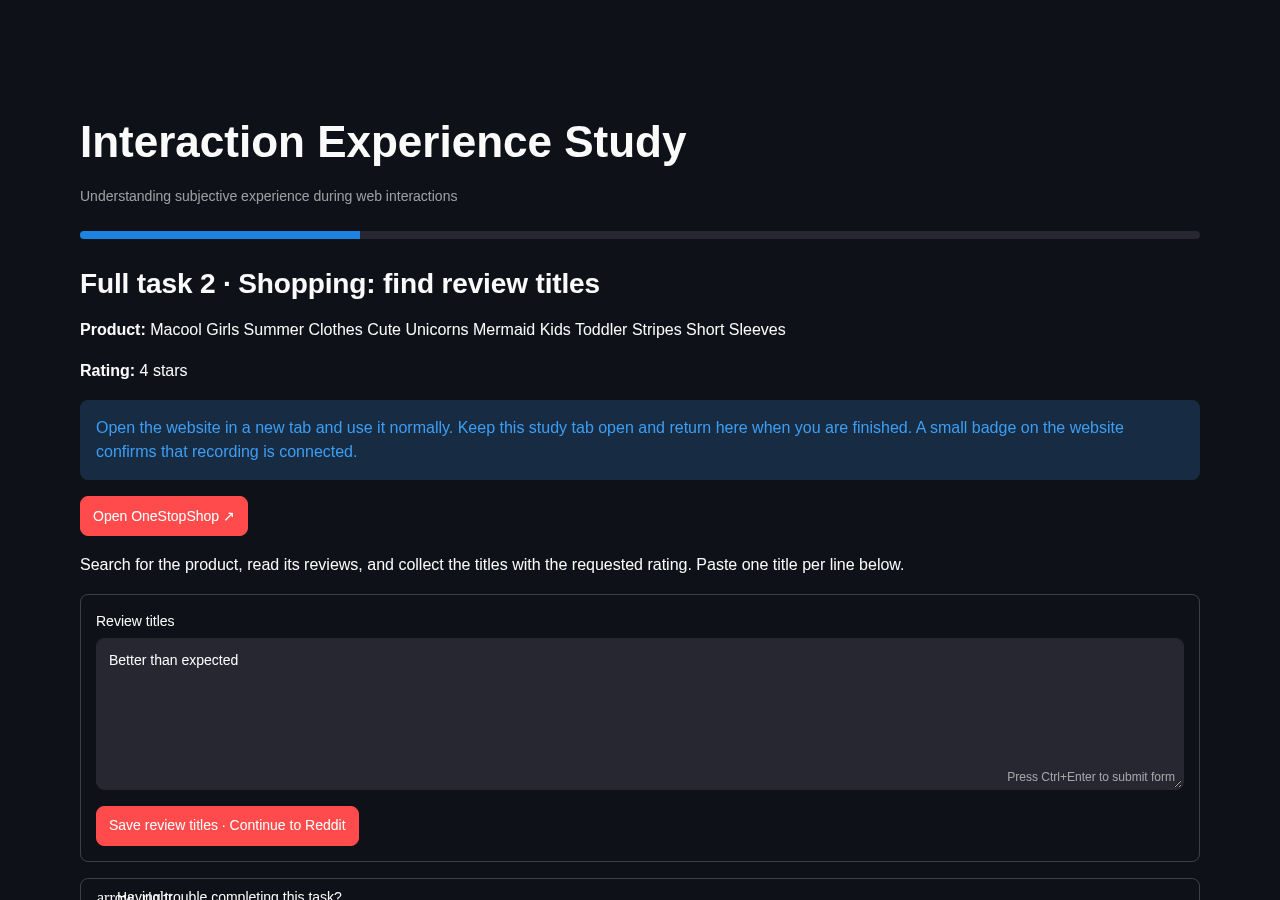 Interaction Experience Study
Understanding subjective experience during web interactions
Full task 2 · Shopping: find review titles
Product: Macool Girls Summer Clothes Cute Unicorns Mermaid Kids Toddler Stripes Short Sleeves
Rating: 4 stars
Open the website in a new tab and use it normally. Keep this study tab open and return here when you are finished. A small badge on the website
confirms that recording is connected.
Open OneStopShop ↗
Search for the product, read its reviews, and collect the titles with the requested rating. Paste one title per line below.
Review titles
Better than expected
Press Ctrl+Enter to submit form
Save review titles · Continue to Reddit
Having trouble completing this task?